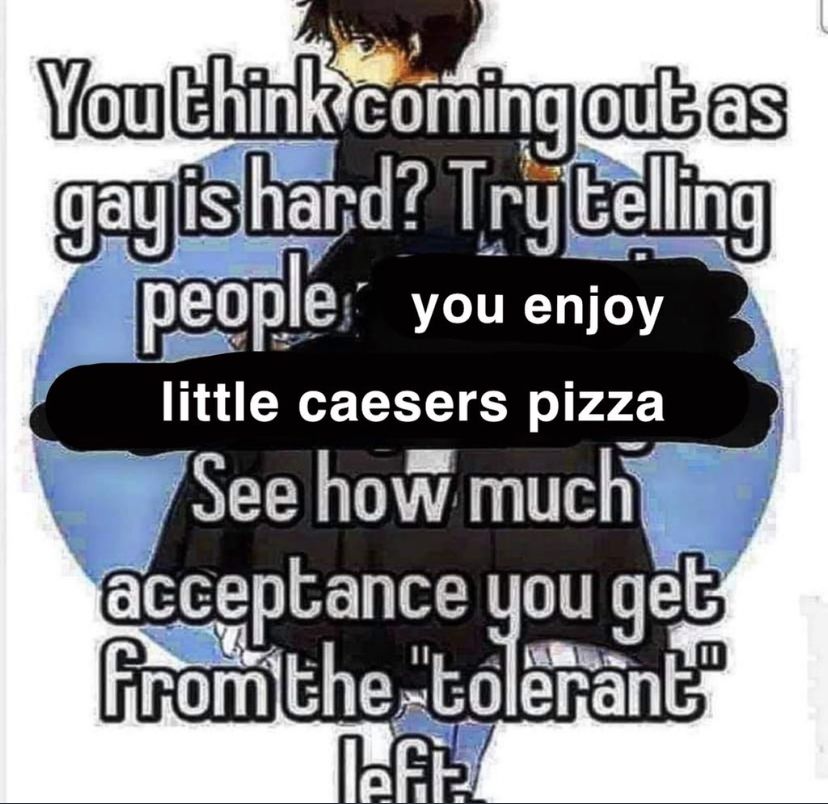 You think coming out as
gay is hard? Try telling
people you enjoy
little caesers pizza
See how much
acceptance you get
from the "tolerant"
left.